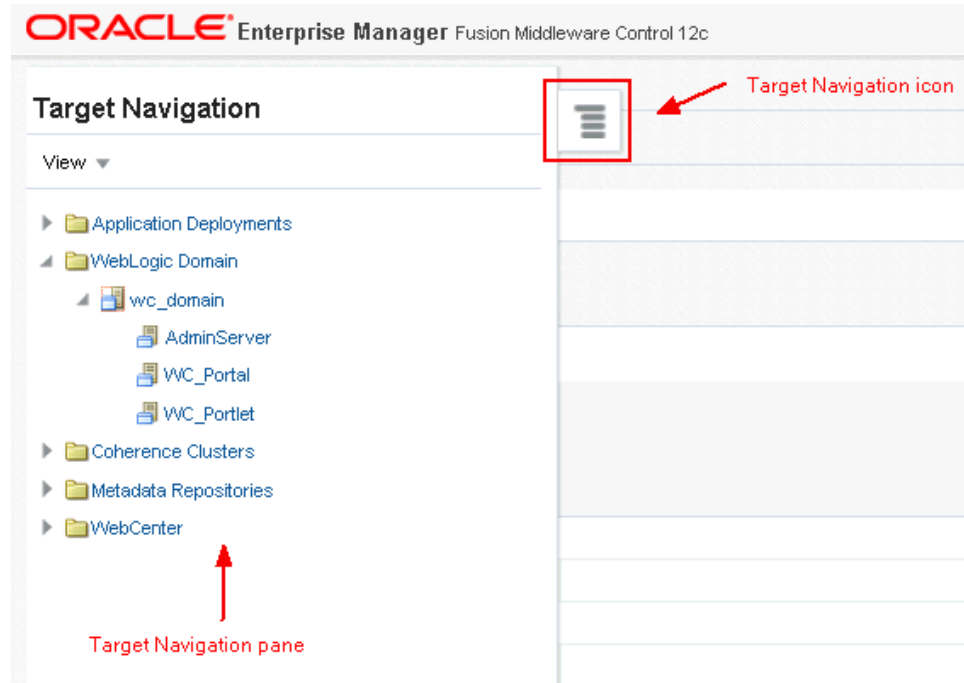 ORACLE Enterprise Manager Fusion Middleware Control 12c
Target Navigation icon
Target Navigation
View
Application Deployments
WebLogic Domain
wc_domain
AdminServer
WC_Portal
WC_Portlet
Coherence Clusters
Metadata Repositories
WebCenter
Target Navigation pane